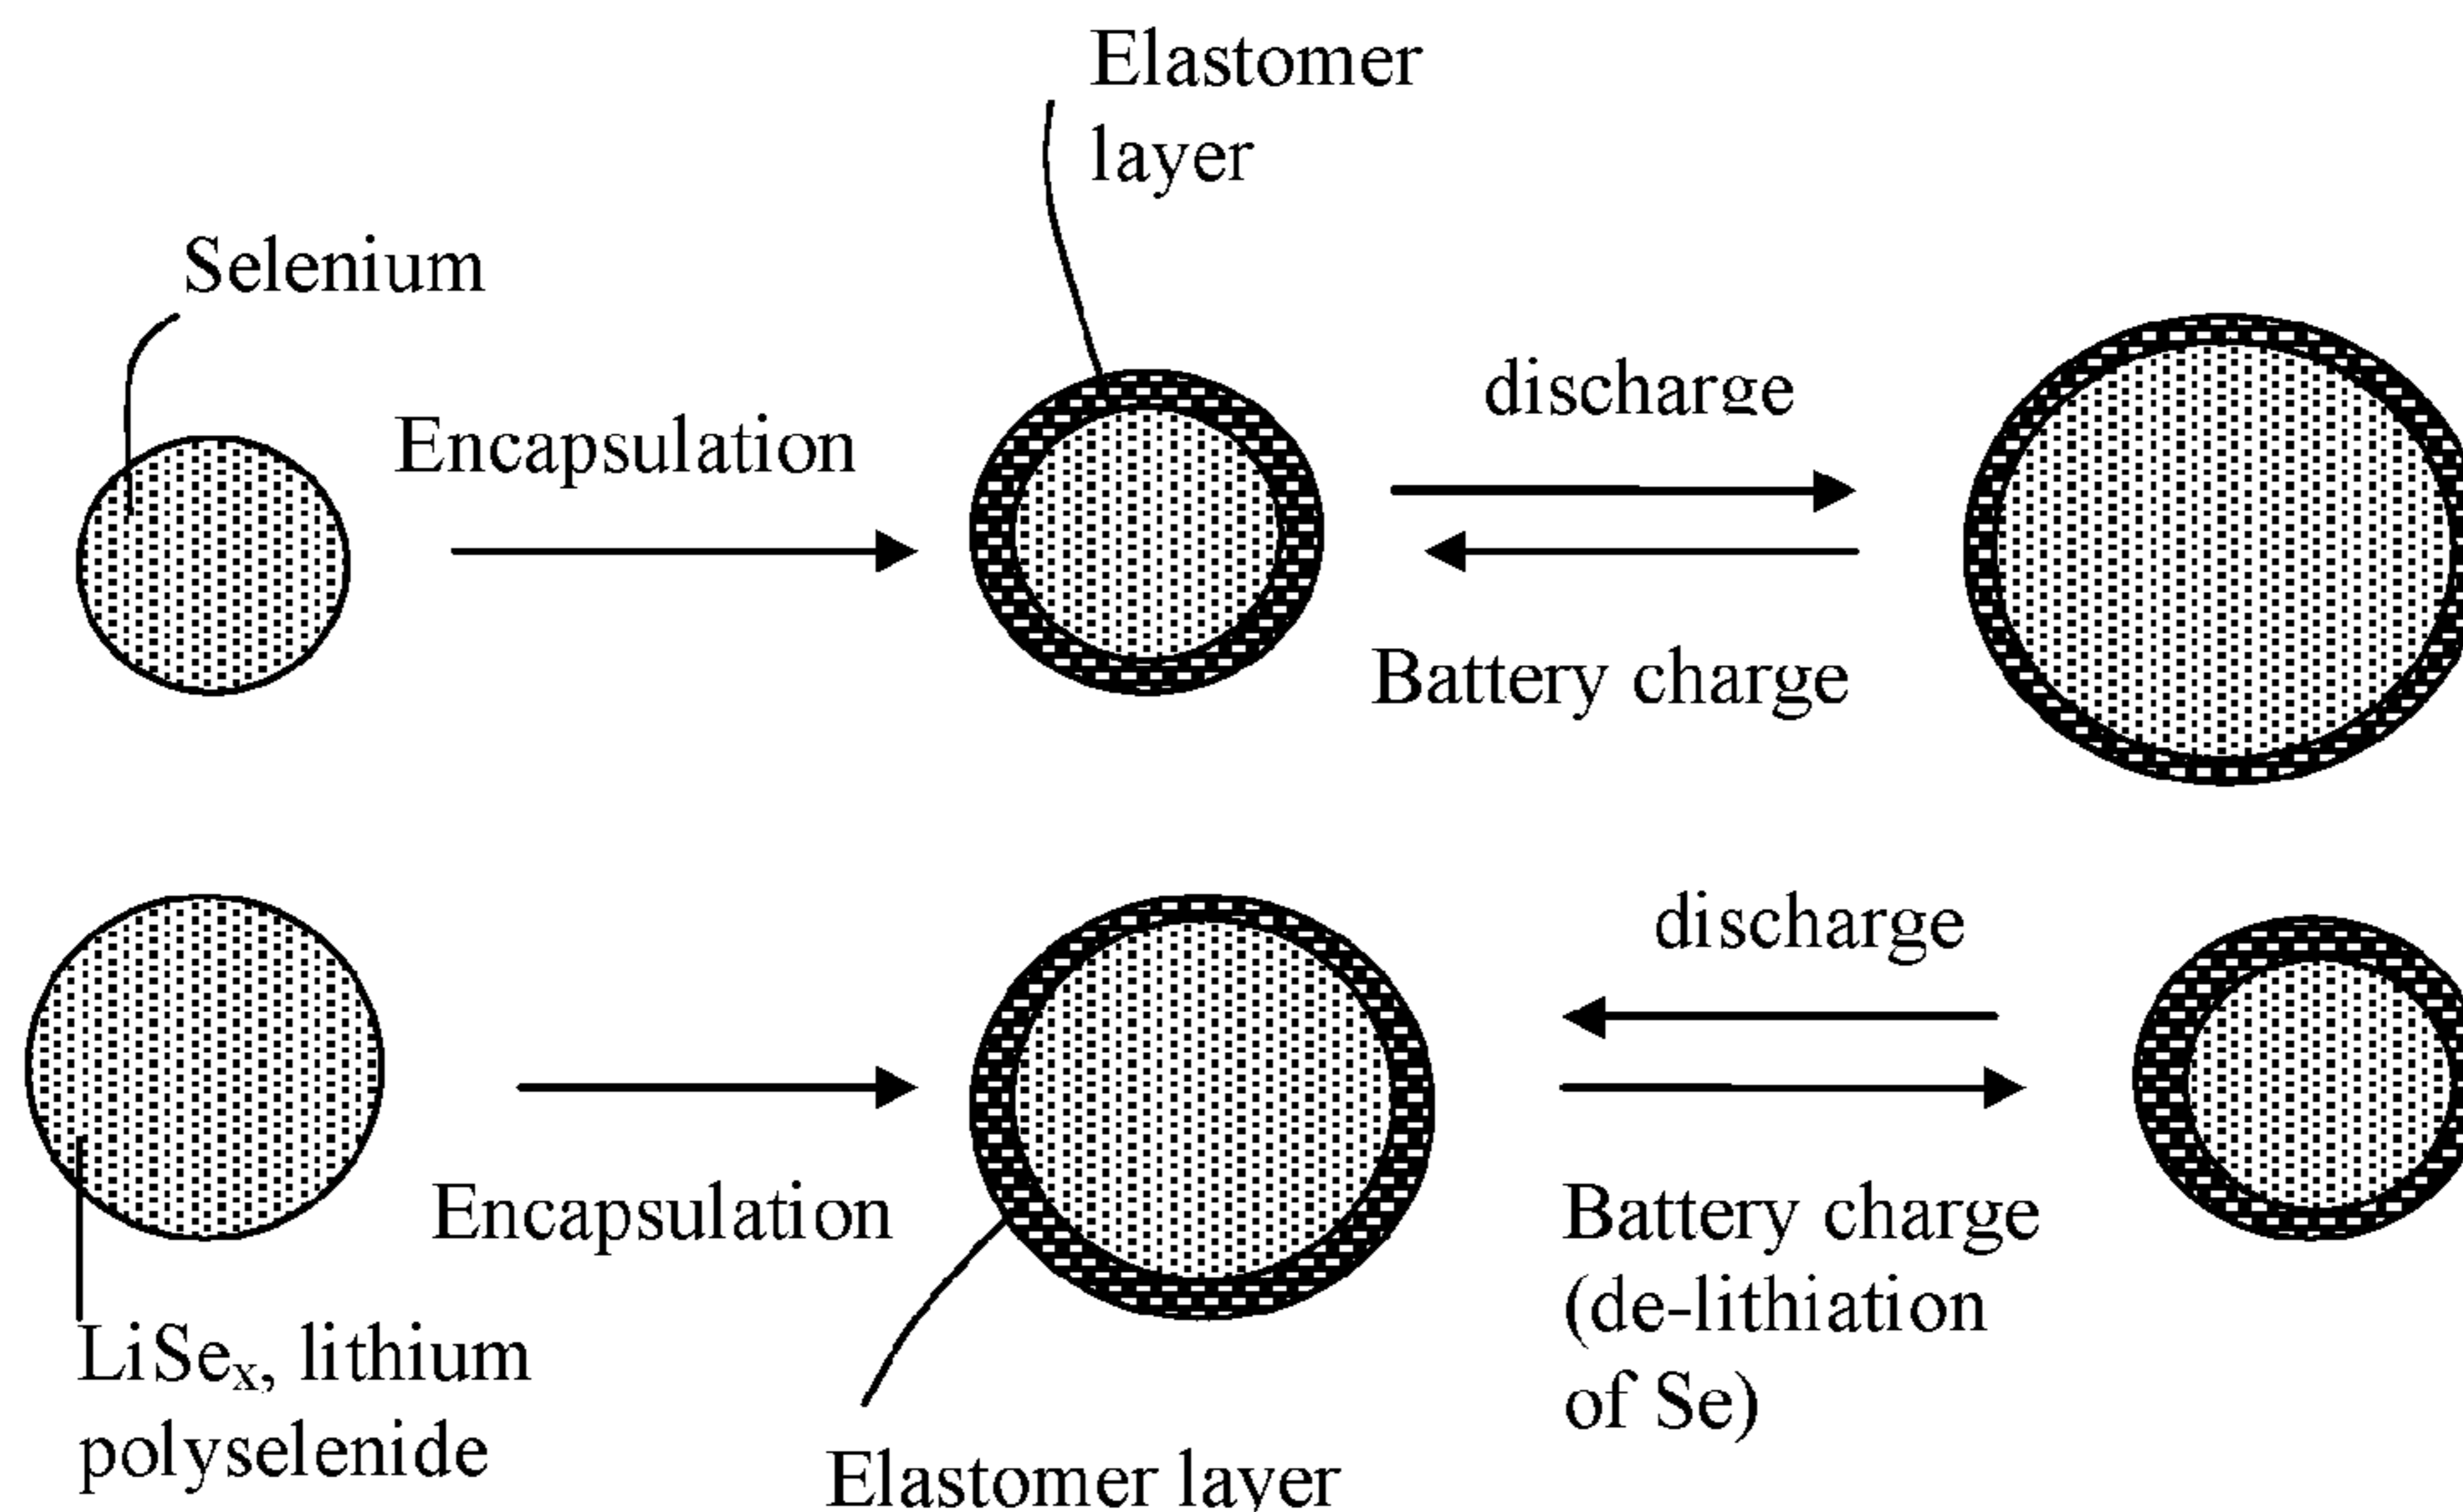 Elastomer
layer
Selenium
Encapsulation
discharge
Battery charge
discharge
Encapsulation
Battery charge
(de-lithiation
of Se)
LiSeₓ, lithium
polyselenide
Elastomer layer